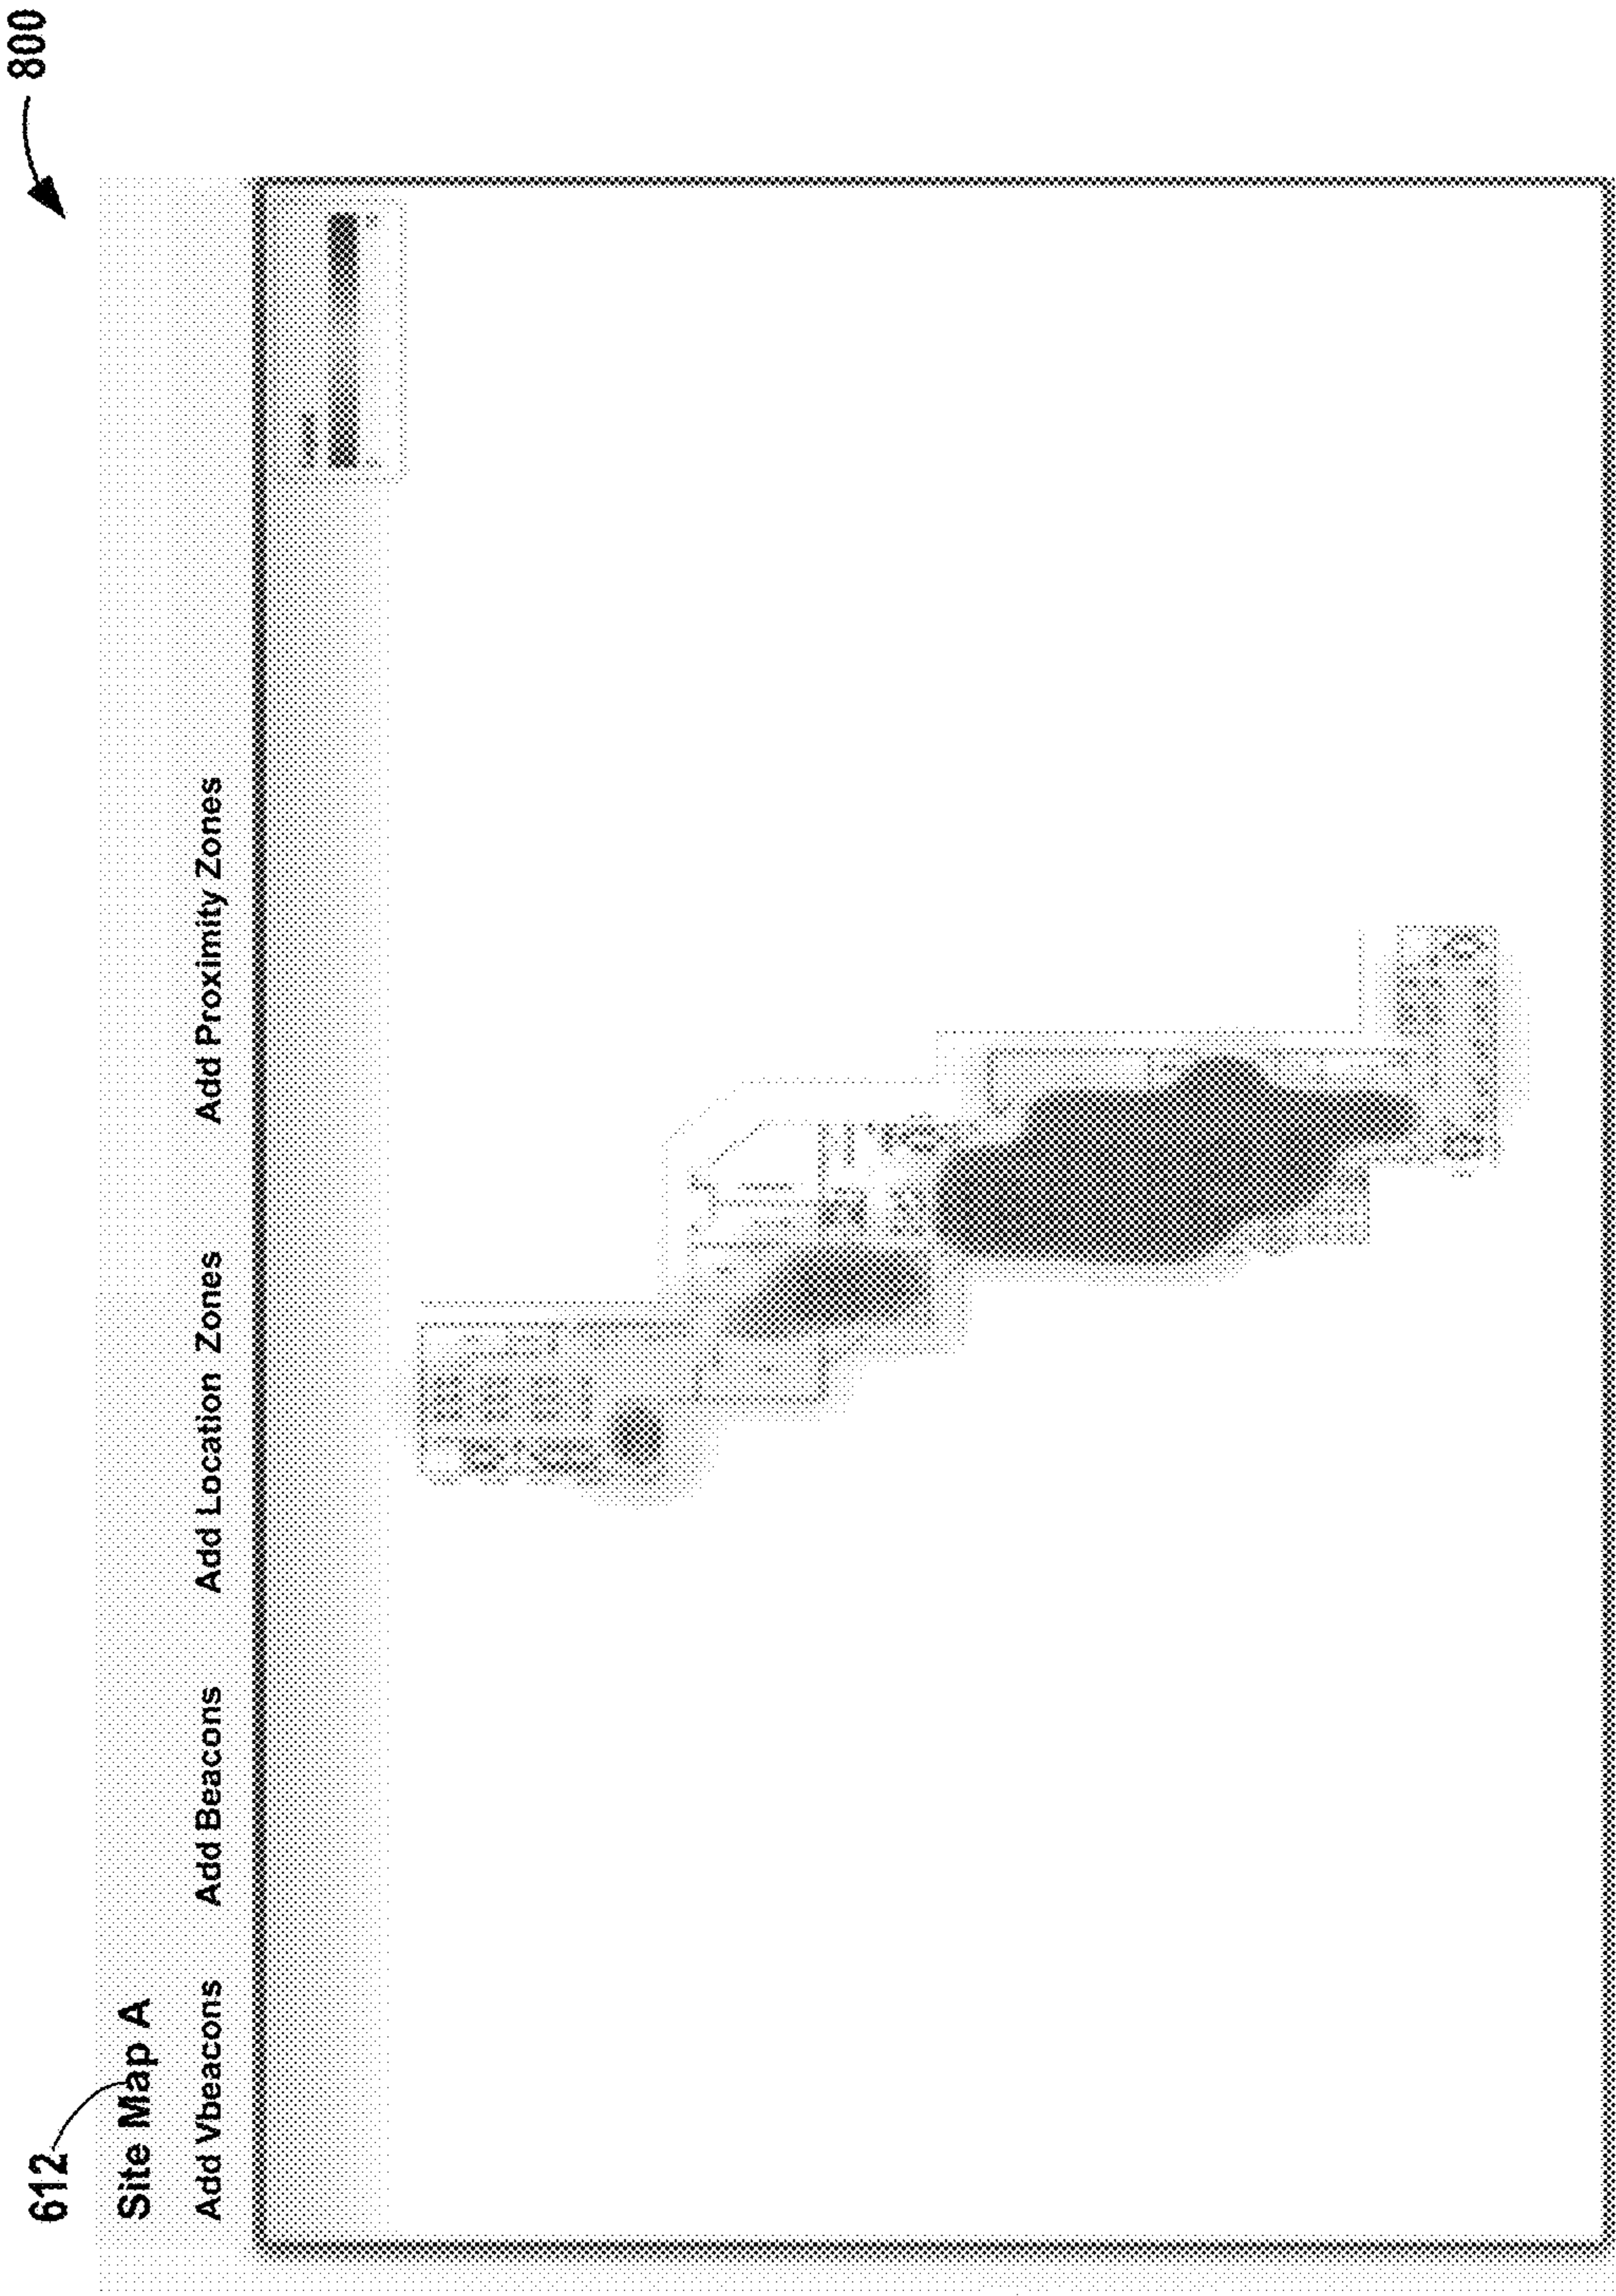 800
612
Site Map A
Add Vbeacons Add Beacons Add Location Zones Add Proximity Zones